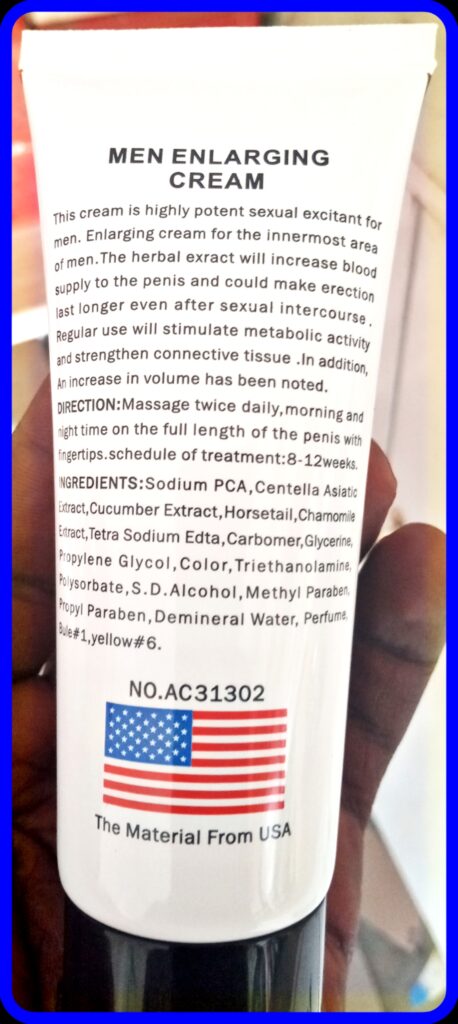 MEN ENLARGING
CREAM
This cream is highly potent sexual excitant for
men. Enlarging cream for the innermost area
of men.The herbal exract will increase blood
supply to the penis and could make erection
last longer even after sexual intercourse.
Regular use will stimulate metabolic activity
and strengthen connective tissue .In addition,
An increase in volume has been noted.
DIRECTION:Massage twice daily,morning and
night time on the full length of the penis with
fingertips.schedule of treatment:8-12weeks.
INGREDIENTS:Sodium PCA,Centella Asiatic
Extract,Cucumber Extract,Horsetail,Chamomile
Extract,Tetra Sodium Edta,Carbomer,Glycerine,
Propylene Glycol,Color,Triethanolamine,
Polysorbate,S.D.Alcohol,Methyl Paraben,
Propyl Paraben,Demineral Water, Perfume,
Bule#1,yellow#6.
NO.AC31302
The Material From USA